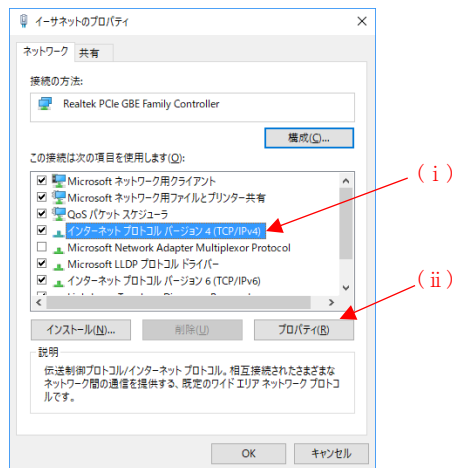 イーサネットのプロパティ
ネットワーク 共有
接続の方法:
Realtek PCIe GBE Family Controller
構成(C)...
この接続は次の項目を使用します(O):
Microsoft ネットワーク用クライアント
(ⅰ)
Microsoft ネットワーク用ファイルとプリンター共有
QoS パケット スケジューラ
インターネット プロトコル バージョン 4 (TCP/IPv4)
Microsoft Network Adapter Multiplexor Protocol
Microsoft LLDP プロトコル ドライバー
インターネット プロトコル バージョン 6 (TCP/IPv6)
(ⅱ)
インストール(N)... 削除(U) プロパティ(R)
説明
伝送制御プロトコル/インターネット プロトコル。相互接続されたさまざまな
ネットワーク間の通信を提供する、既定のワイド エリア ネットワーク プロトコ
ルです。
OK キャンセル